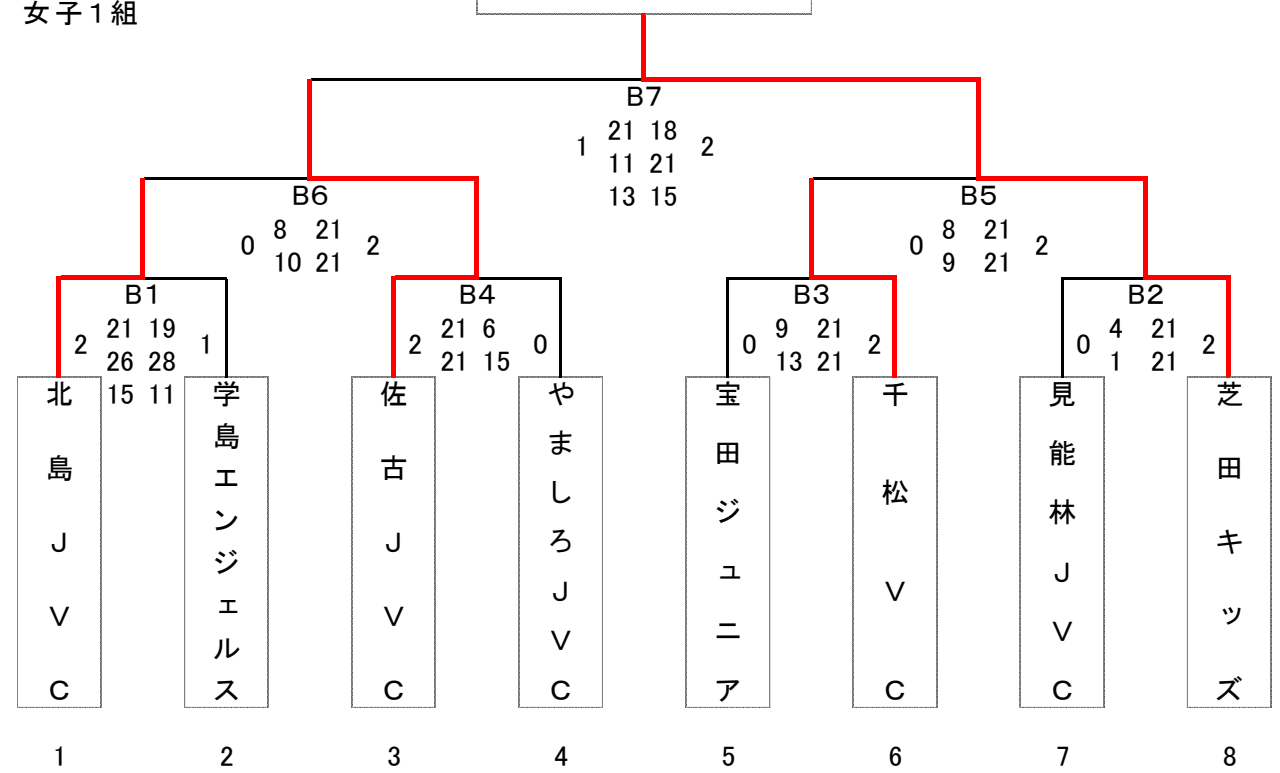 女子1組
B7
21 18
1 2
11 21
13 15
B6
8 21
0 2
10 21
B5
8 21
0 2
9 21
B1
21 19
2 1
26 28
15 11
B4
21 6
2 0
21 15
B3
9 21
0 2
13 21
B2
4 21
0 2
1 21
北島JVC
学島エンジェルス
佐古JVC
やましろJVC
宝田ジュニア
千松VC
見能林JVC
芝田キッズ
1 2 3 4 5 6 7 8